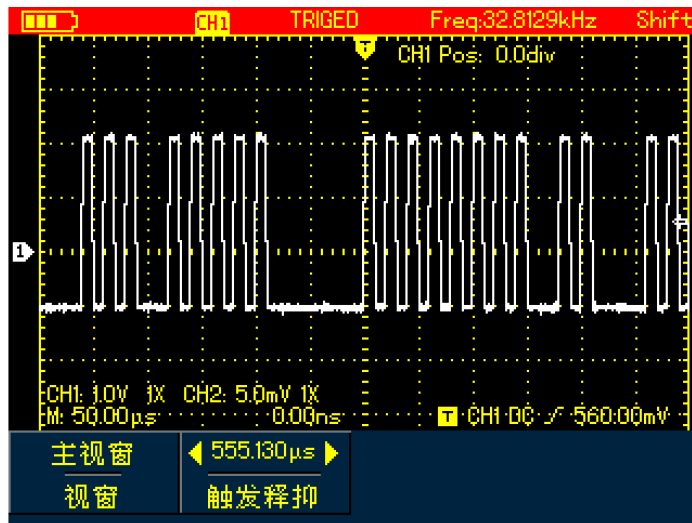 CH1 TRIGED Freq:32.8129kHz Shift
T
CH1 Pos: 0.0div
1
CH1: 1.0V 1X CH2: 5.0mV 1X
M: 50.00µs 0.00ns T CH1 DC 560.00mV
主视窗 555.130µs
视窗 触发释抑